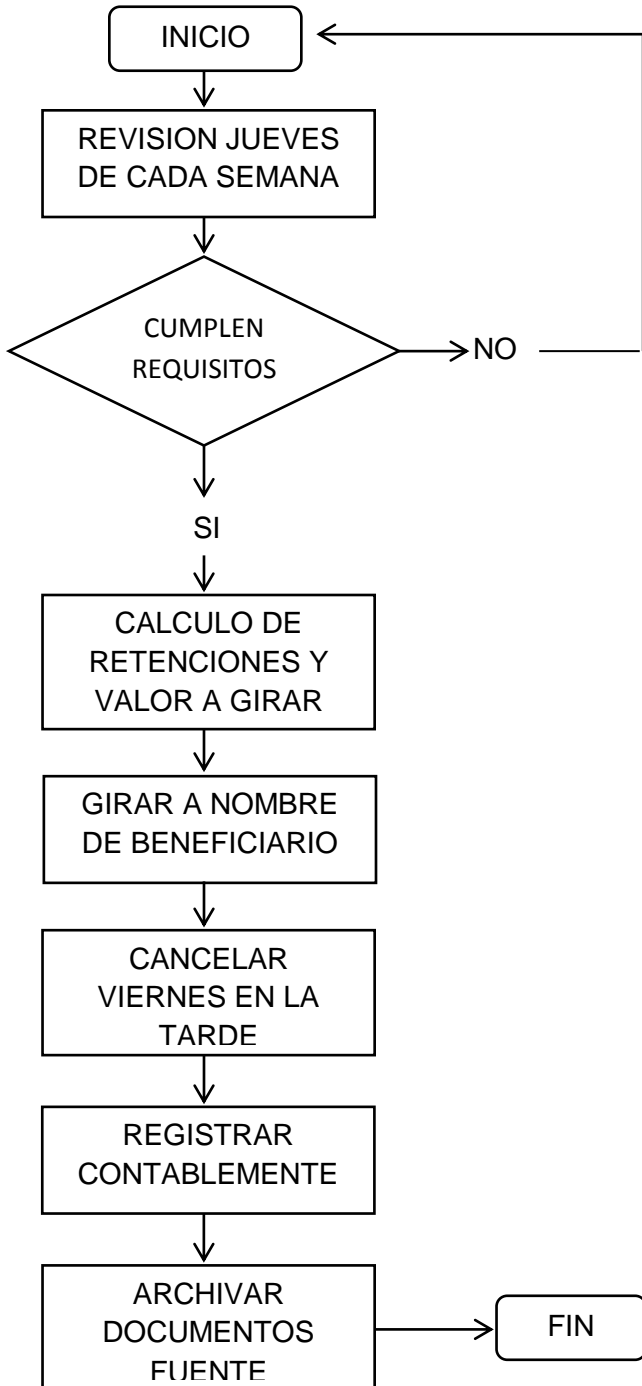 INICIO
REVISION JUEVES
DE CADA SEMANA
CUMPLEN
REQUISITOS
NO
SI
CALCULO DE
RETENCIONES Y
VALOR A GIRAR
GIRAR A NOMBRE
DE BENEFICIARIO
CANCELAR
VIERNES EN LA
TARDE
REGISTRAR
CONTABLEMENTE
ARCHIVAR
DOCUMENTOS
FUENTE
FIN